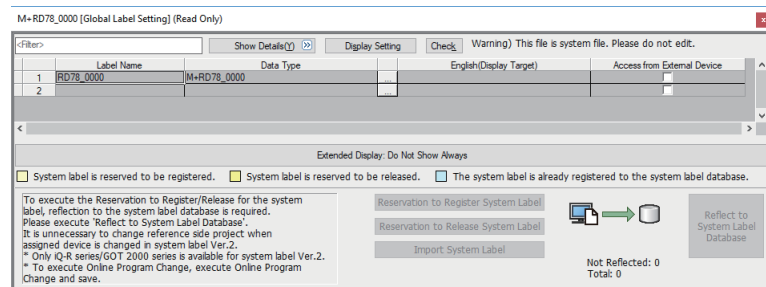 M+RD78_0000 [Global Label Setting] (Read Only)
x
<Filter>
Show Details(Y)
Display Setting
Check
Warning) This file is system file. Please do not edit.
Label Name
Data Type
English(Display Target)
Access from External Device
1
RD78_0000
M+RD78_0000
...
2
...
Extended Display: Do Not Show Always
System label is reserved to be registered.
System label is reserved to be released.
The system label is already registered to the system label database.
To execute the Reservation to Register/Release for the system
label, reflection to the system label database is required.
Please execute 'Reflect to System Label Database'.
It is unnecessary to change reference side project when
assigned device is changed in system label Ver.2.
* Only iQ-R series/GOT 2000 series is available for system label Ver.2.
* To execute Online Program Change, execute Online Program
Change and save.
Reservation to Register System Label
Reservation to Release System Label
Import System Label
Not Reflected: 0
Total: 0
Reflect to
System Label
Database